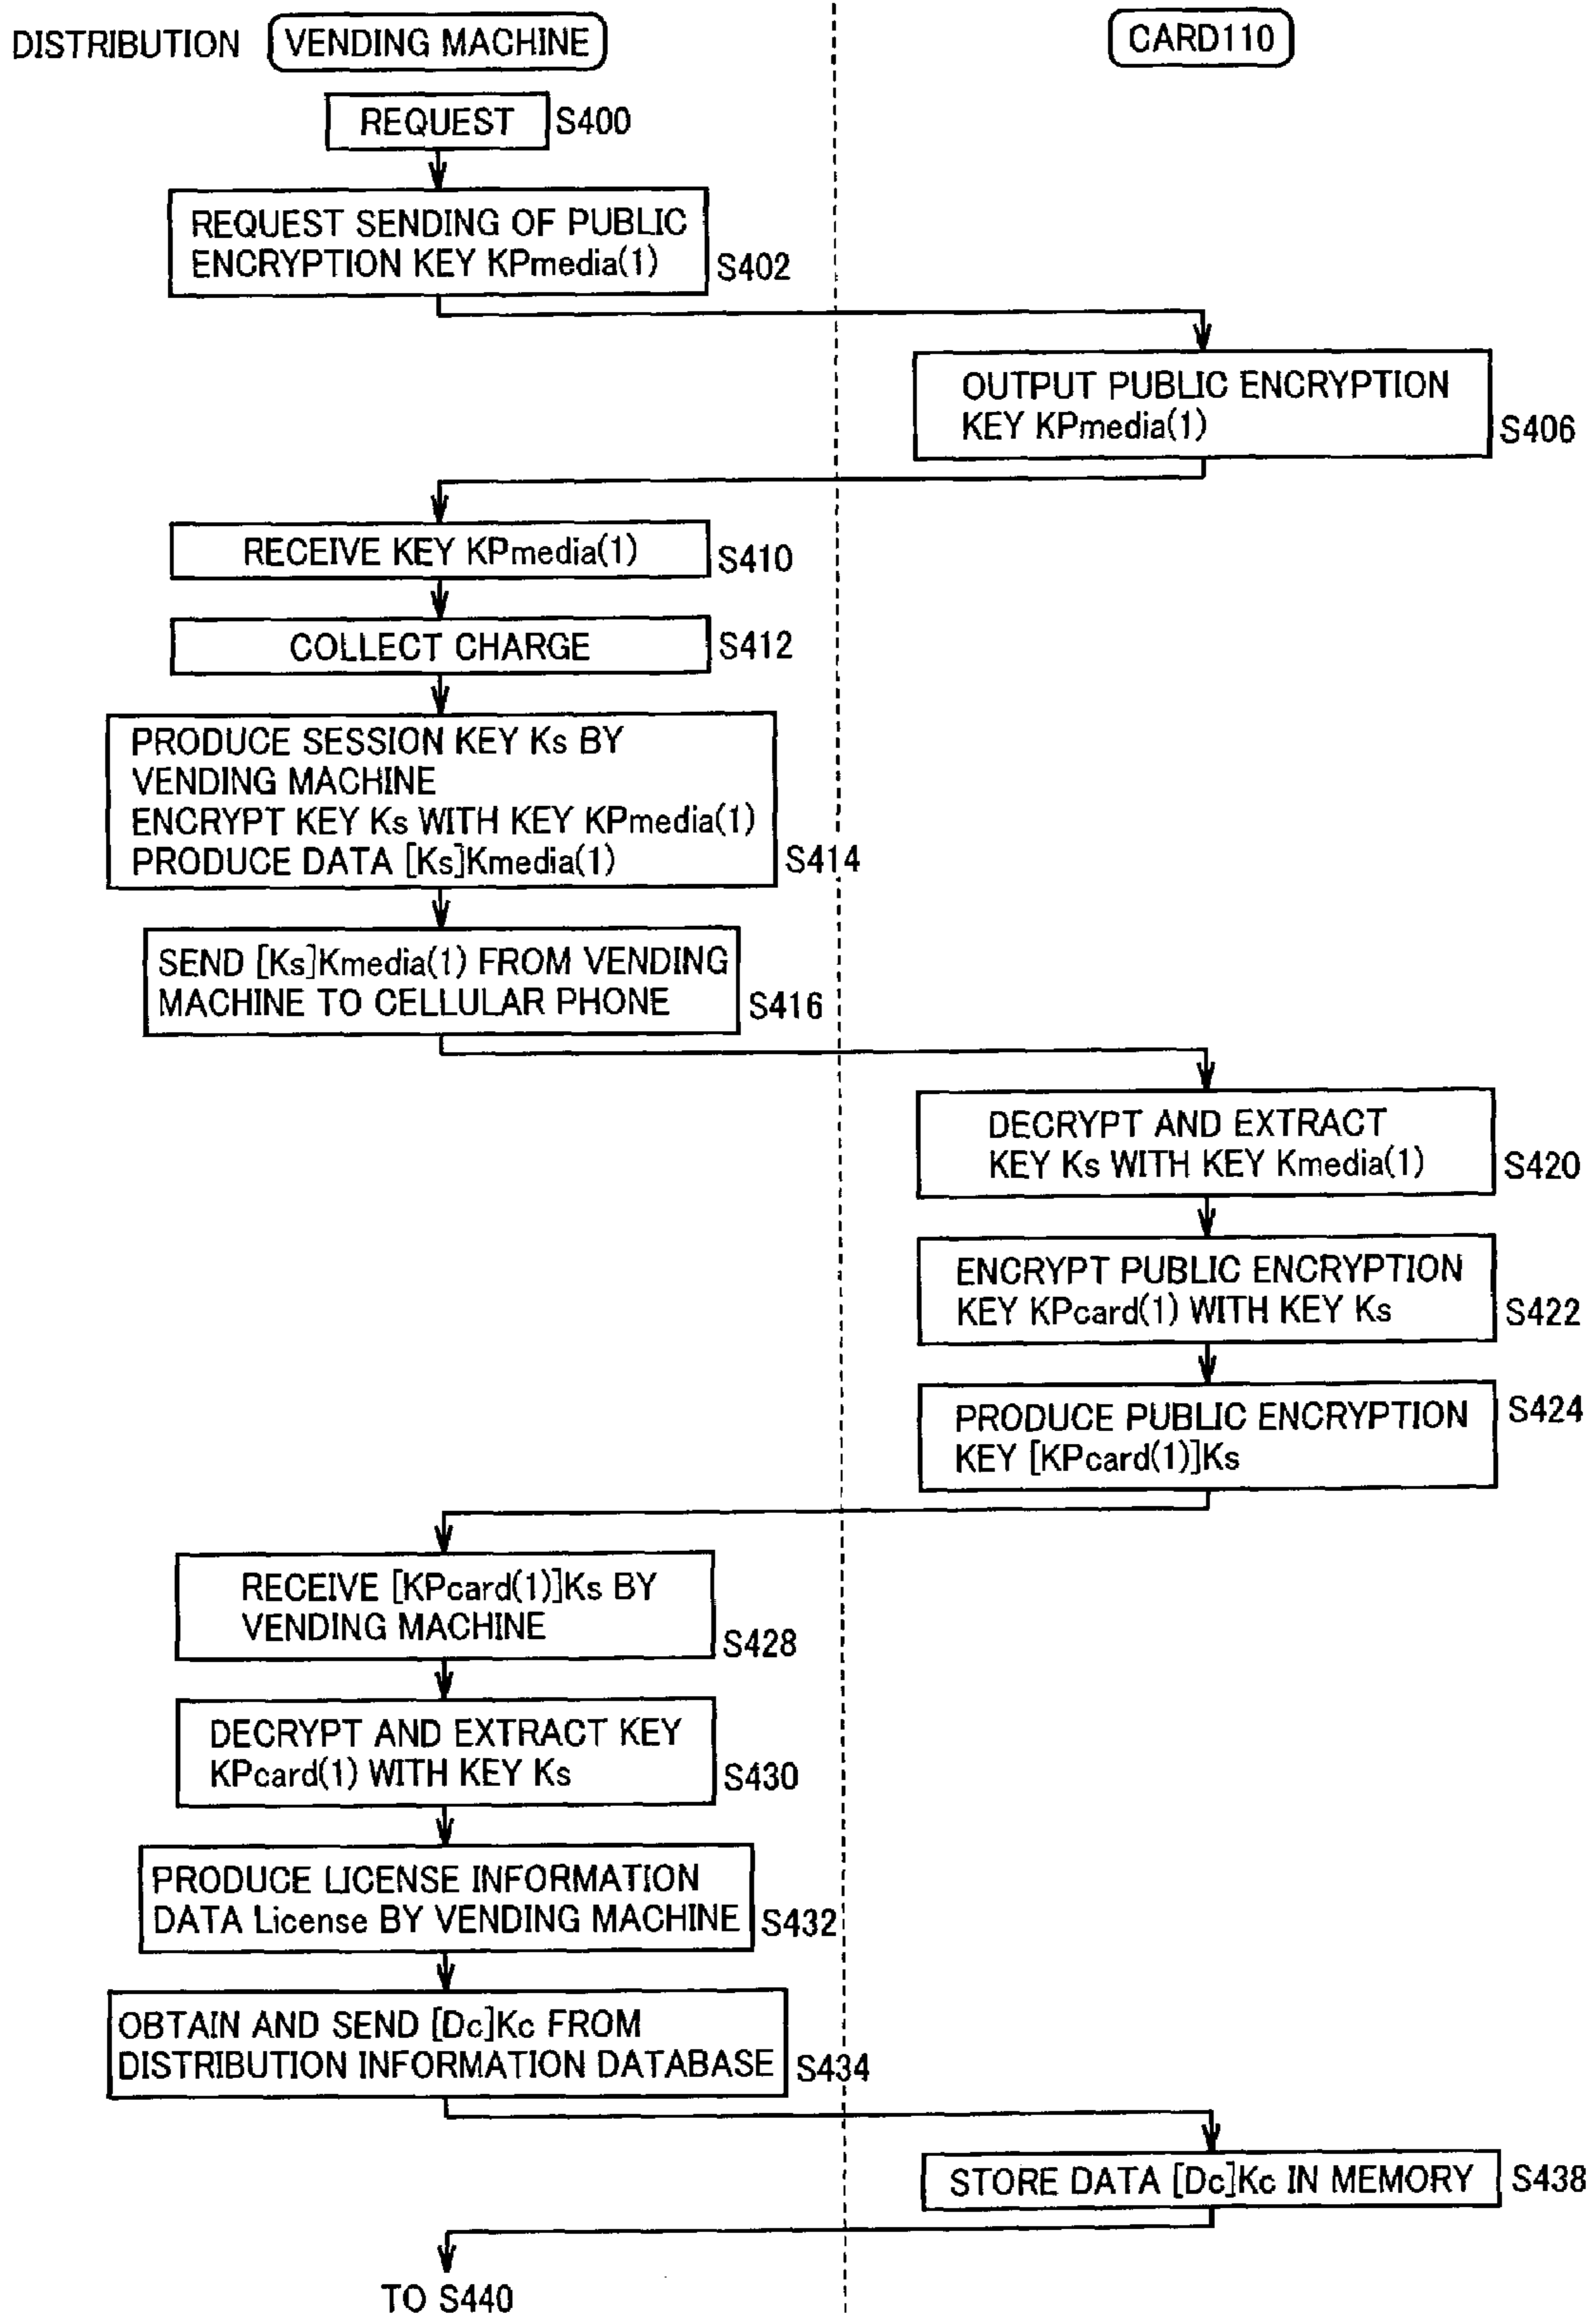 DISTRIBUTION VENDING MACHINE CARD110
REQUEST S400
REQUEST SENDING OF PUBLIC
ENCRYPTION KEY KPmedia(1) S402
OUTPUT PUBLIC ENCRYPTION
KEY KPmedia(1) S406
RECEIVE KEY KPmedia(1) S410
COLLECT CHARGE S412
PRODUCE SESSION KEY Ks BY
VENDING MACHINE
ENCRYPT KEY Ks WITH KEY KPmedia(1)
PRODUCE DATA [Ks]Kmedia(1) S414
SEND [Ks]Kmedia(1) FROM VENDING
MACHINE TO CELLULAR PHONE S416
DECRYPT AND EXTRACT
KEY Ks WITH KEY Kmedia(1) S420
ENCRYPT PUBLIC ENCRYPTION
KEY KPcard(1) WITH KEY Ks S422
PRODUCE PUBLIC ENCRYPTION S424
KEY [KPcard(1)]Ks
RECEIVE [KPcard(1)]Ks BY
VENDING MACHINE S428
DECRYPT AND EXTRACT KEY
KPcard(1) WITH KEY Ks S430
PRODUCE LICENSE INFORMATION
DATA License BY VENDING MACHINE S432
OBTAIN AND SEND [Dc]Kc FROM
DISTRIBUTION INFORMATION DATABASE S434
STORE DATA [Dc]Kc IN MEMORY S438
TO S440